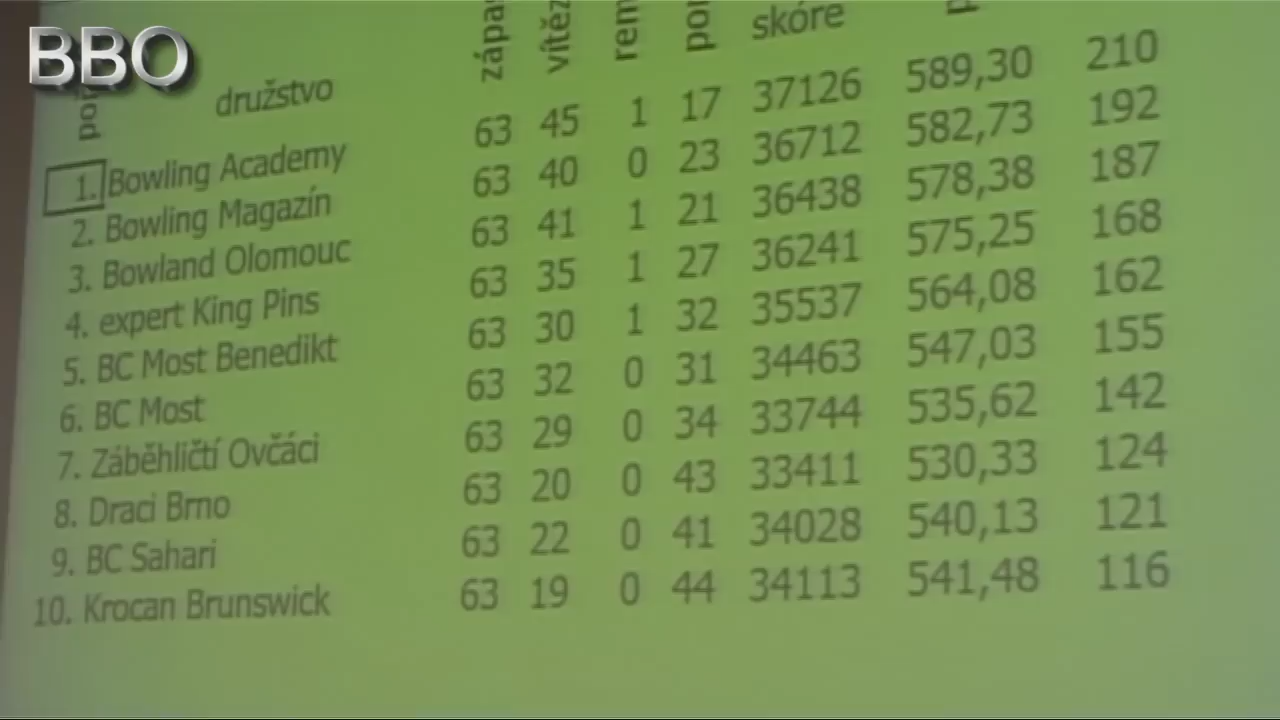 BBO
poř
družstvo
zápa
vítěz
rem
skóre
1. Bowling Academy 63 45 1 17 37126 589,30 210
2. Bowling Magazín 63 40 0 23 36712 582,73 192
3. Bowland Olomouc 63 41 1 21 36438 578,38 187
4. expert King Pins 63 35 1 27 36241 575,25 168
5. BC Most Benedikt 63 30 1 32 35537 564,08 162
6. BC Most 63 32 0 31 34463 547,03 155
7. Záběhličtí Ovčáci 63 29 0 34 33744 535,62 142
8. Draci Brno 63 20 0 43 33411 530,33 124
9. BC Sahari 63 22 0 41 34028 540,13 121
10. Krocan Brunswick 63 19 0 44 34113 541,48 116